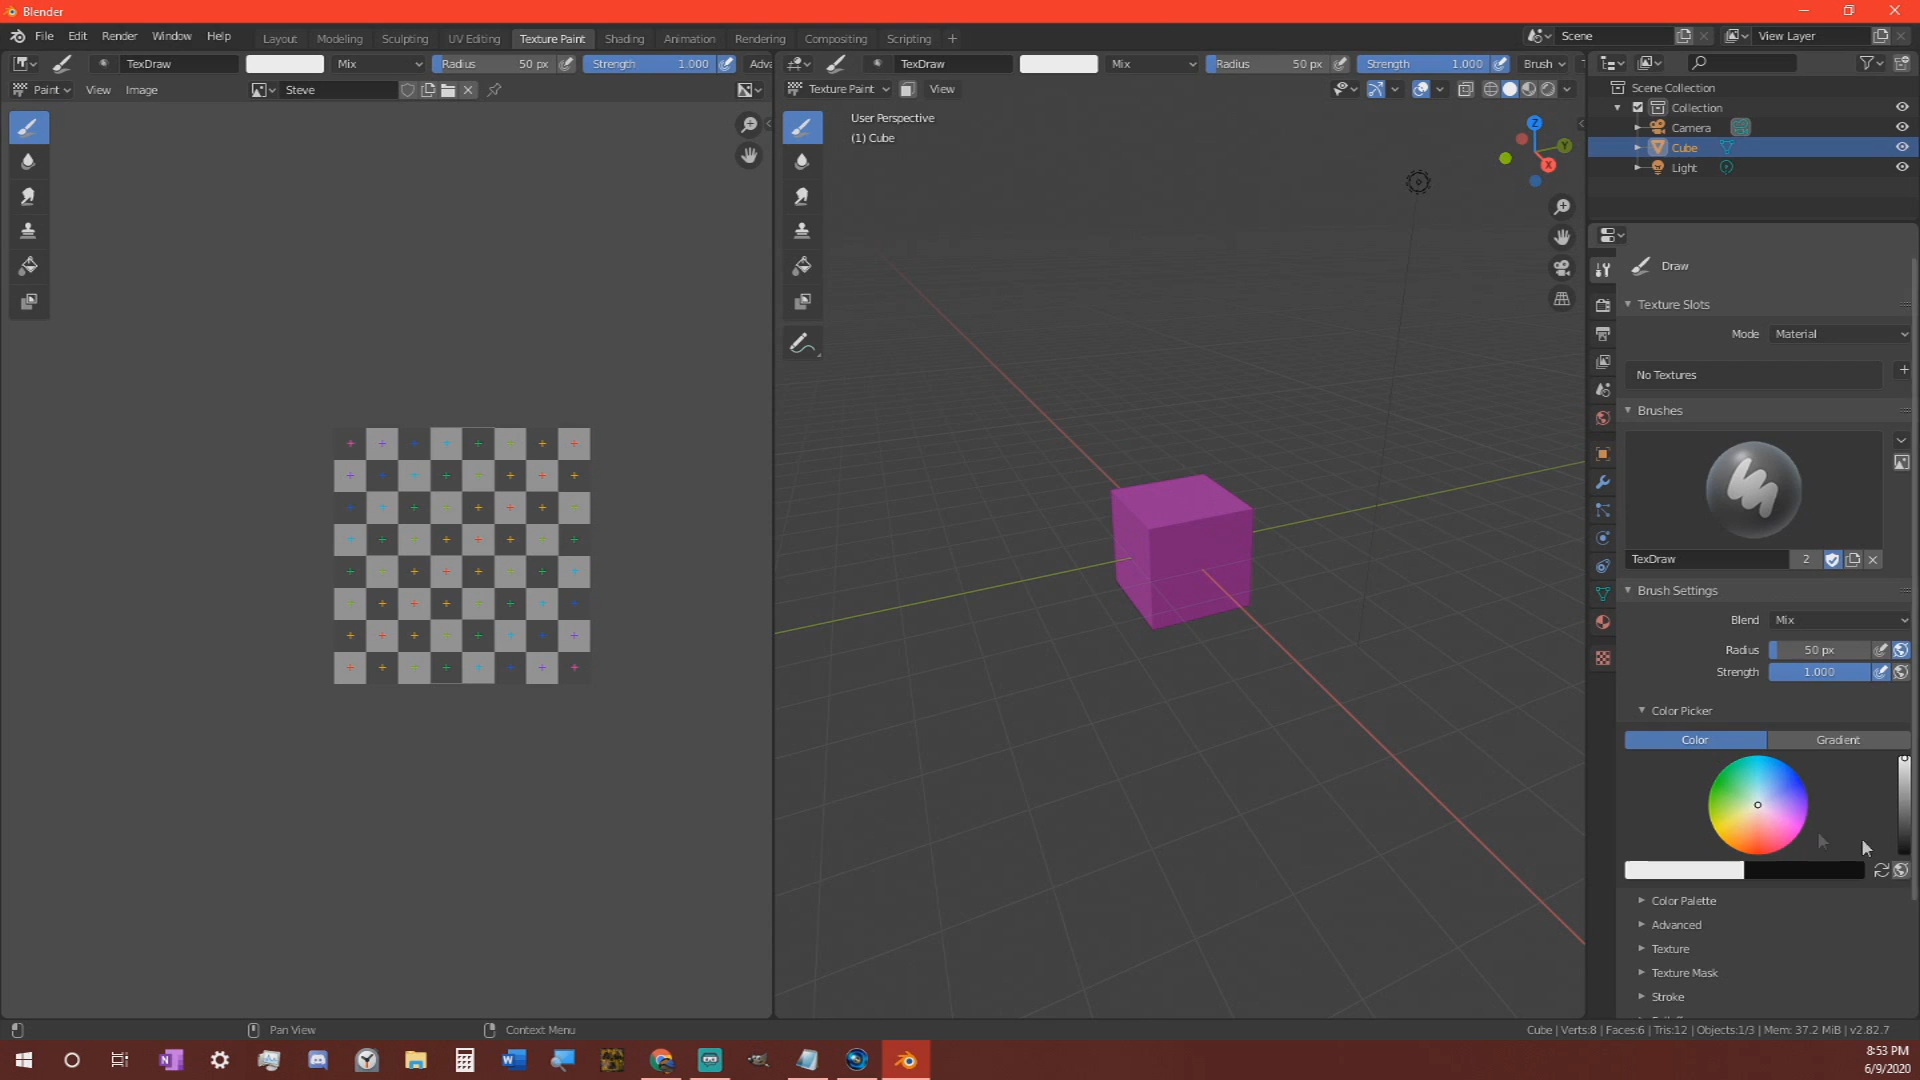 Blender
File Edit Render Window Help Layout Modeling Sculpting UV Editing Texture Paint Shading Animation Rendering Compositing Scripting + Scene View Layer
TexDraw Mix Radius 50 px Strength 1.000 Adva TexDraw Mix Radius 50 px Strength 1.000 Brush
Paint View Image Steve Texture Paint View
User Perspective
(1) Cube
Z
Y
X
Scene Collection
Collection
Camera
Cube
Light
Draw
Texture Slots
Mode Material
No Textures
Brushes
TexDraw 2
Brush Settings
Blend Mix
Radius 50 px
Strength 1.000
Color Picker
Color Gradient
Color Palette
Advanced
Texture
Texture Mask
Stroke
Pan View Context Menu Cube | Verts:8 | Faces:6 | Tris:12 | Objects:1/3 | Mem: 37.2 MiB | v2.82.7
8:53 PM
6/9/2020